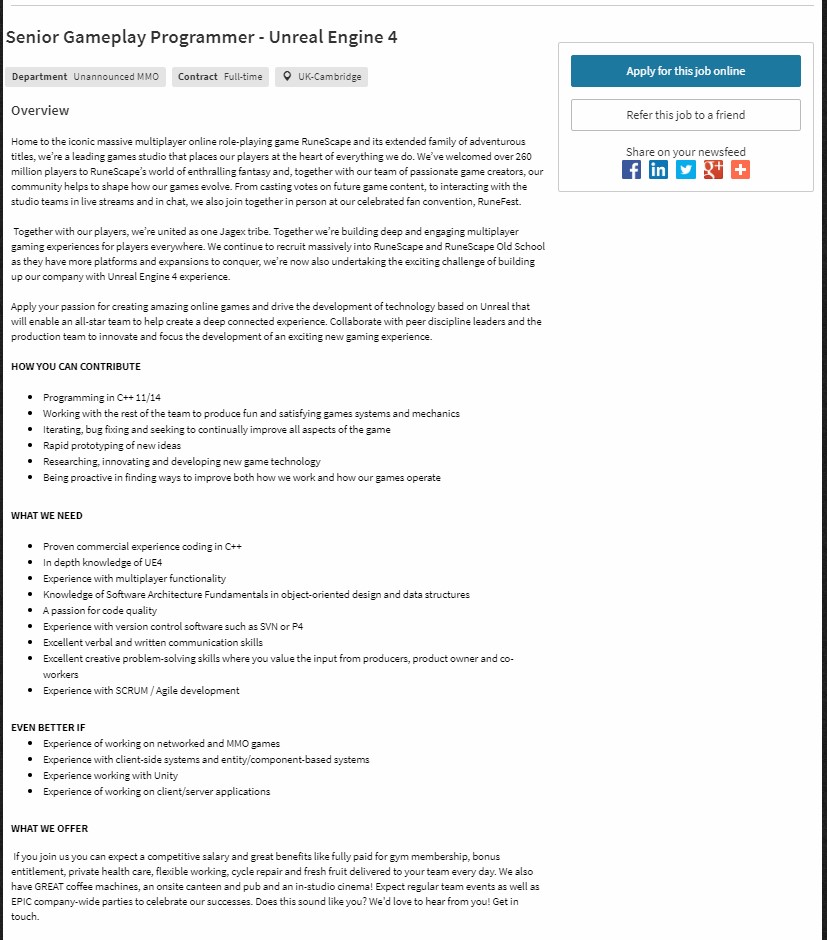 Senior Gameplay Programmer - Unreal Engine 4
Department Unannounced MMO Contract Full-time UK-Cambridge
Apply for this job online
Refer this job to a friend
Share on your newsfeed
f in g+ +
Overview
Home to the iconic massive multiplayer online role-playing game RuneScape and its extended family of adventurous
titles, we're a leading games studio that places our players at the heart of everything we do. We've welcomed over 260
million players to RuneScape's world of enthralling fantasy and, together with our team of passionate game creators, our
community helps to shape how our games evolve. From casting votes on future game content, to interacting with the
studio teams in live streams and in chat, we also join together in person at our celebrated fan convention, RuneFest.
Together with our players, we're united as one Jagex tribe. Together we're building deep and engaging multiplayer
gaming experiences for players everywhere. We continue to recruit massively into RuneScape and RuneScape Old School
as they have more platforms and expansions to conquer, we're now also undertaking the exciting challenge of building
up our company with Unreal Engine 4 experience.
Apply your passion for creating amazing online games and drive the development of technology based on Unreal that
will enable an all-star team to help create a deep connected experience. Collaborate with peer discipline leaders and the
production team to innovate and focus the development of an exciting new gaming experience.
HOW YOU CAN CONTRIBUTE
• Programming in C++ 11/14
• Working with the rest of the team to produce fun and satisfying games systems and mechanics
• Iterating, bug fixing and seeking to continually improve all aspects of the game
• Rapid prototyping of new ideas
• Researching, innovating and developing new game technology
• Being proactive in finding ways to improve both how we work and how our games operate
WHAT WE NEED
• Proven commercial experience coding in C++
• In depth knowledge of UE4
• Experience with multiplayer functionality
• Knowledge of Software Architecture Fundamentals in object-oriented design and data structures
• A passion for code quality
• Experience with version control software such as SVN or P4
• Excellent verbal and written communication skills
• Excellent creative problem-solving skills where you value the input from producers, product owner and co-
workers
• Experience with SCRUM / Agile development
EVEN BETTER IF
• Experience of working on networked and MMO games
• Experience with client-side systems and entity/component-based systems
• Experience working with Unity
• Experience of working on client/server applications
WHAT WE OFFER
If you join us you can expect a competitive salary and great benefits like fully paid for gym membership, bonus
entitlement, private health care, flexible working, cycle repair and fresh fruit delivered to your team every day. We also
have GREAT coffee machines, an onsite canteen and pub and an in-studio cinema! Expect regular team events as well as
EPIC company-wide parties to celebrate our successes. Does this sound like you? We'd love to hear from you! Get in
touch.